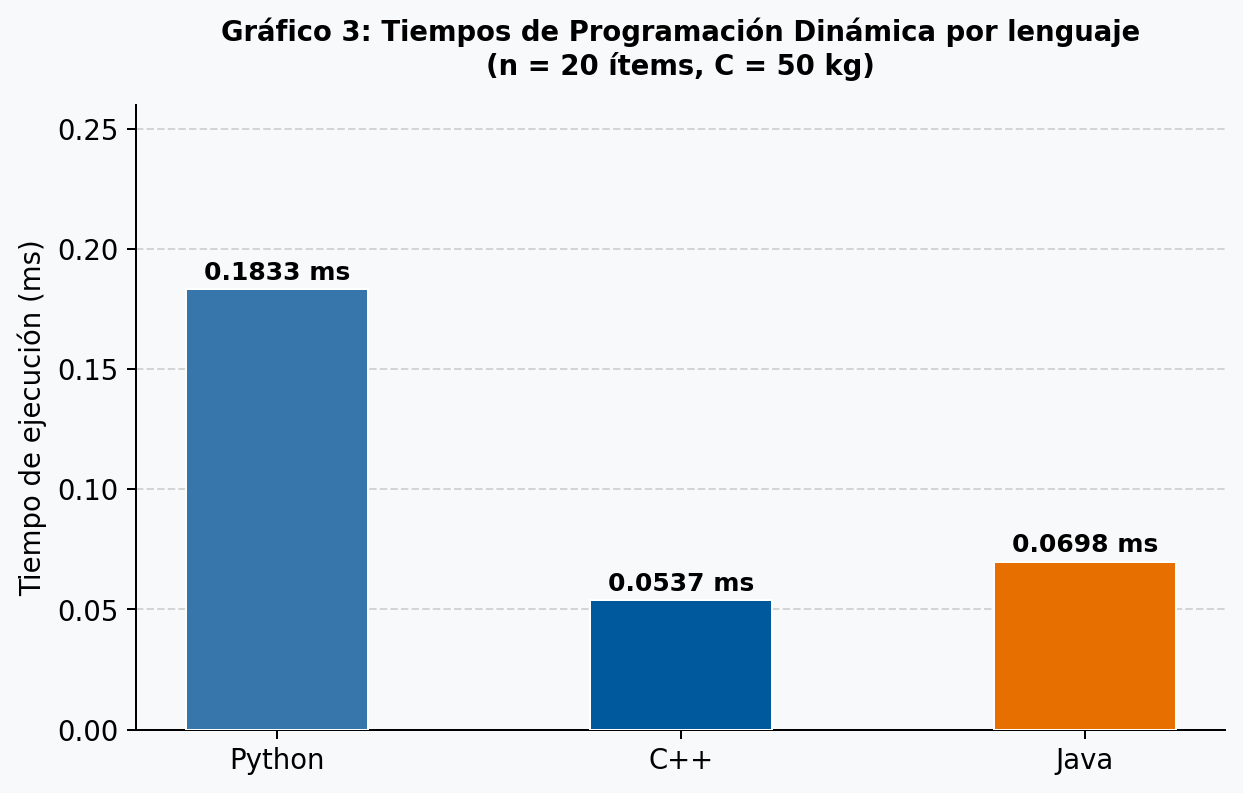 Gráfico 3: Tiempos de Programación Dinámica por lenguaje
(n = 20 ítems, C = 50 kg)
Tiempo de ejecución (ms)
0.25
0.20
0.15
0.10
0.05
0.00
0.1833 ms
0.0537 ms
0.0698 ms
Python
C++
Java